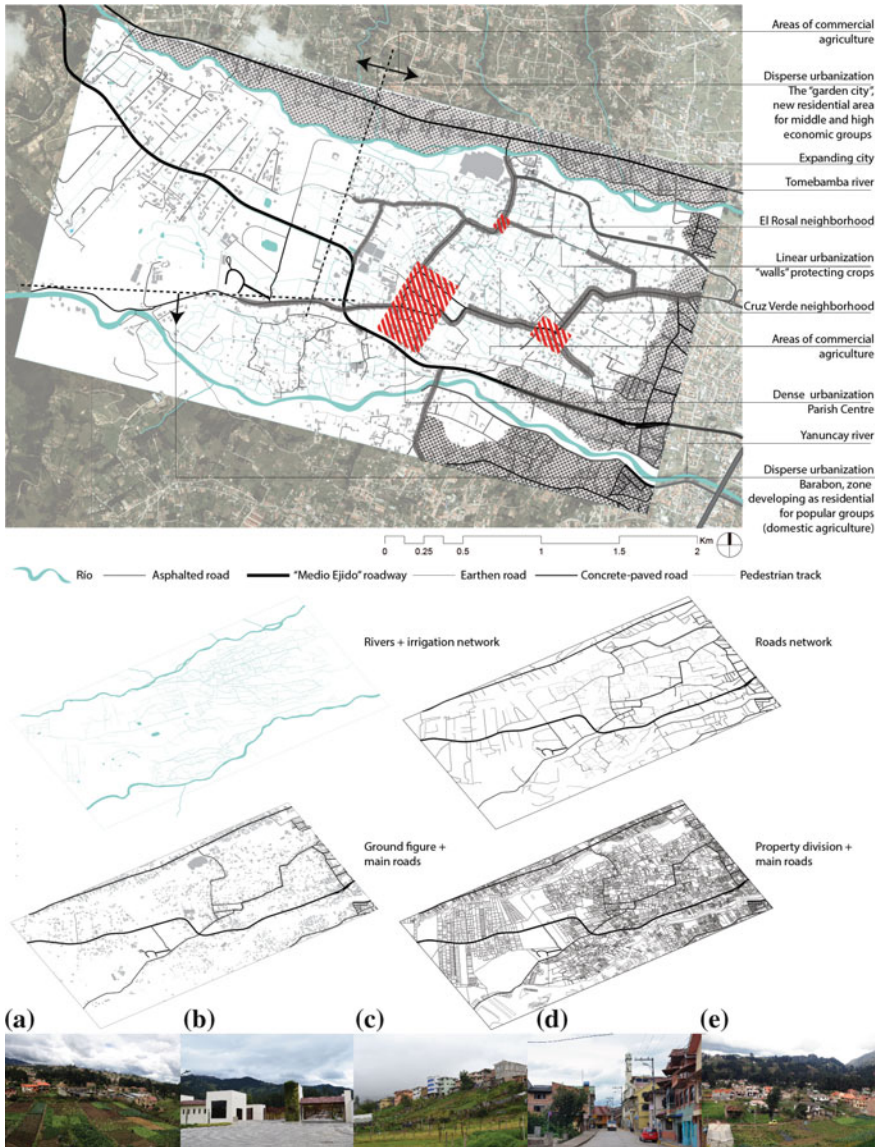 Areas of commercial
agriculture
Disperse urbanization
The "garden city",
new residential area
for middle and high
economic groups
Expanding city
Tomebamba river
El Rosal neighborhood
Linear urbanization
"walls" protecting crops
Cruz Verde neighborhood
Areas of commercial
agriculture
Dense urbanization
Parish Centre
Yanuncay river
Disperse urbanization
Barabon, zone
developing as residential
for popular groups
(domestic agriculture)
Km
0 0.25 0.5 1 1.5 2
Río Asphalted road "Medio Ejido" roadway Earthen road Concrete-paved road Pedestrian track
Rivers + irrigation network
Roads network
Ground figure +
main roads
Property division +
main roads
(a) (b) (c) (d) (e)